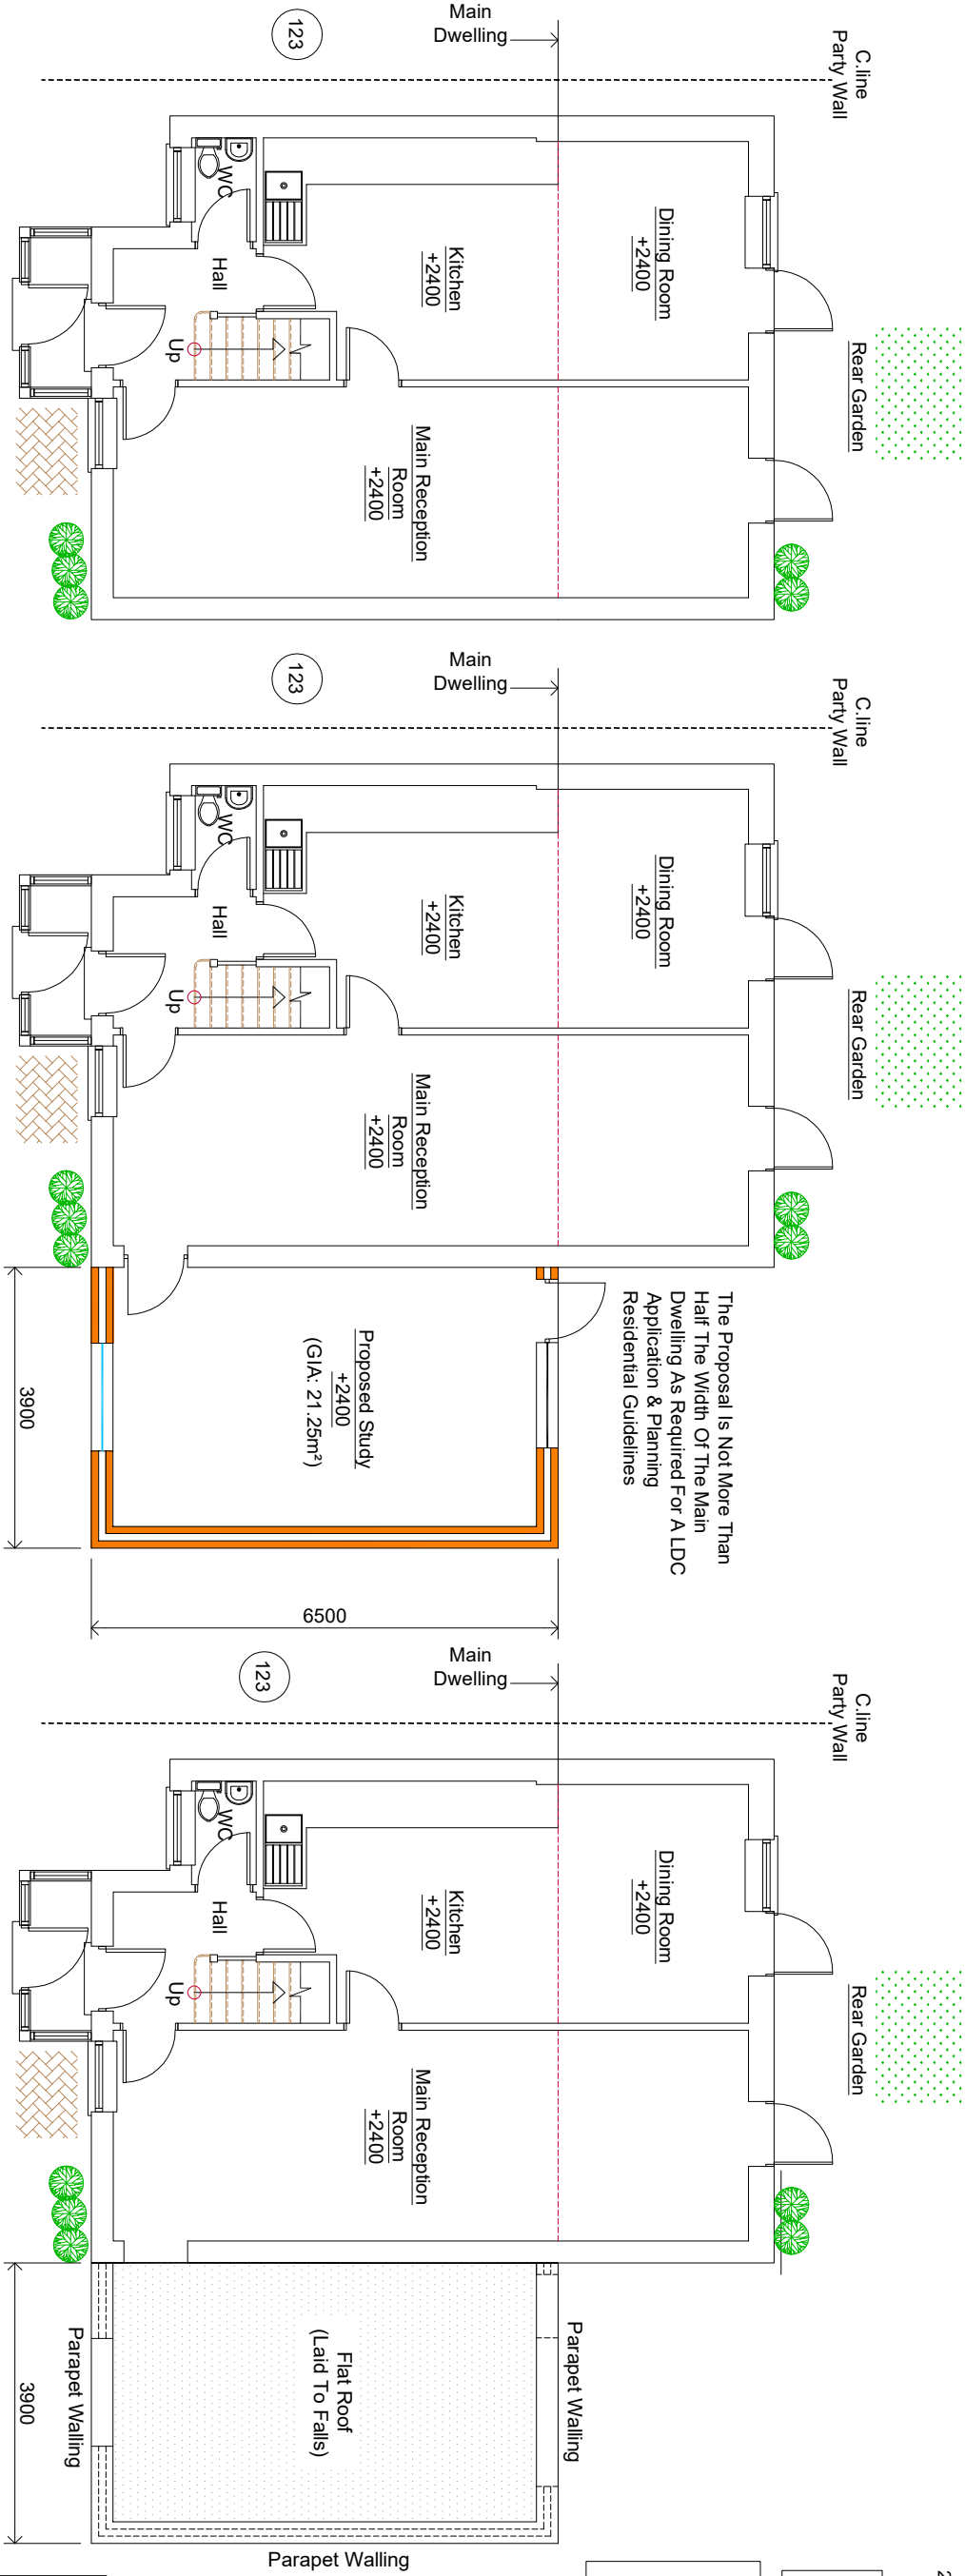 Main
Dwelling
123
C.line
Party Wall
WC
Hall
Up
Kitchen
+2400
Dining Room
+2400
Main Reception
Room
+2400
Rear Garden
Main
Dwelling
123
C.line
Party Wall
WC
Hall
Up
Kitchen
+2400
Dining Room
+2400
Main Reception
Room
+2400
Rear Garden
The Proposal Is Not More Than
Half The Width Of The Main
Dwelling As Required For A LDC
Application & Planning
Residential Guidelines
Proposed Study
+2400
(GIA: 21.25m²)
3900
6500
Main
Dwelling
123
C.line
Party Wall
WC
Hall
Up
Kitchen
+2400
Dining Room
+2400
Main Reception
Room
+2400
Rear Garden
Parapet Walling
Flat Roof
(Laid To Falls)
Parapet Walling
3900
Parapet Walling